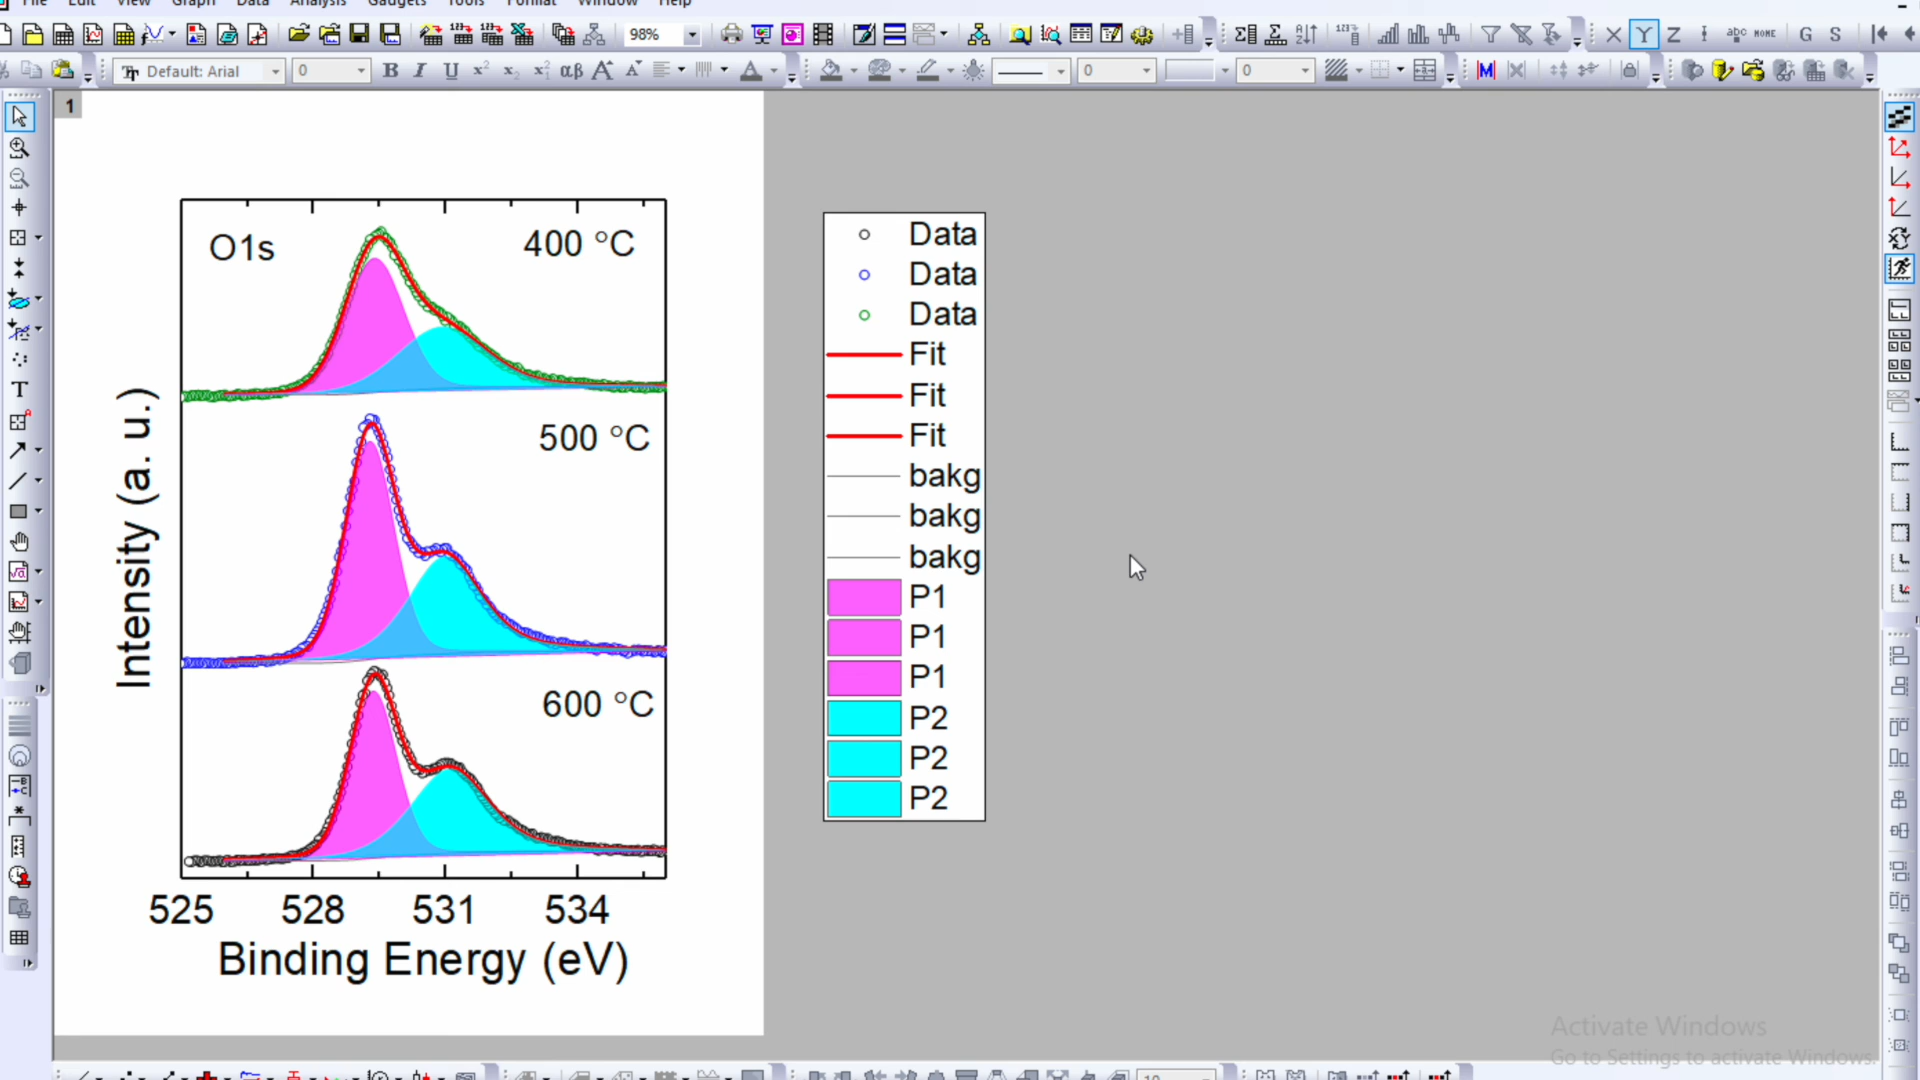 File Edit View Graph Data Analysis Gadgets Tools Format Window Help
98%
Default: Arial 0 B I U 0 0
1
O1s
400 °C
500 °C
600 °C
Intensity (a. u.)
525 528 531 534
Binding Energy (eV)
Data
Data
Data
Fit
Fit
Fit
bakg
bakg
bakg
P1
P1
P1
P2
P2
P2
Activate Windows
Go to Settings to activate Windows.